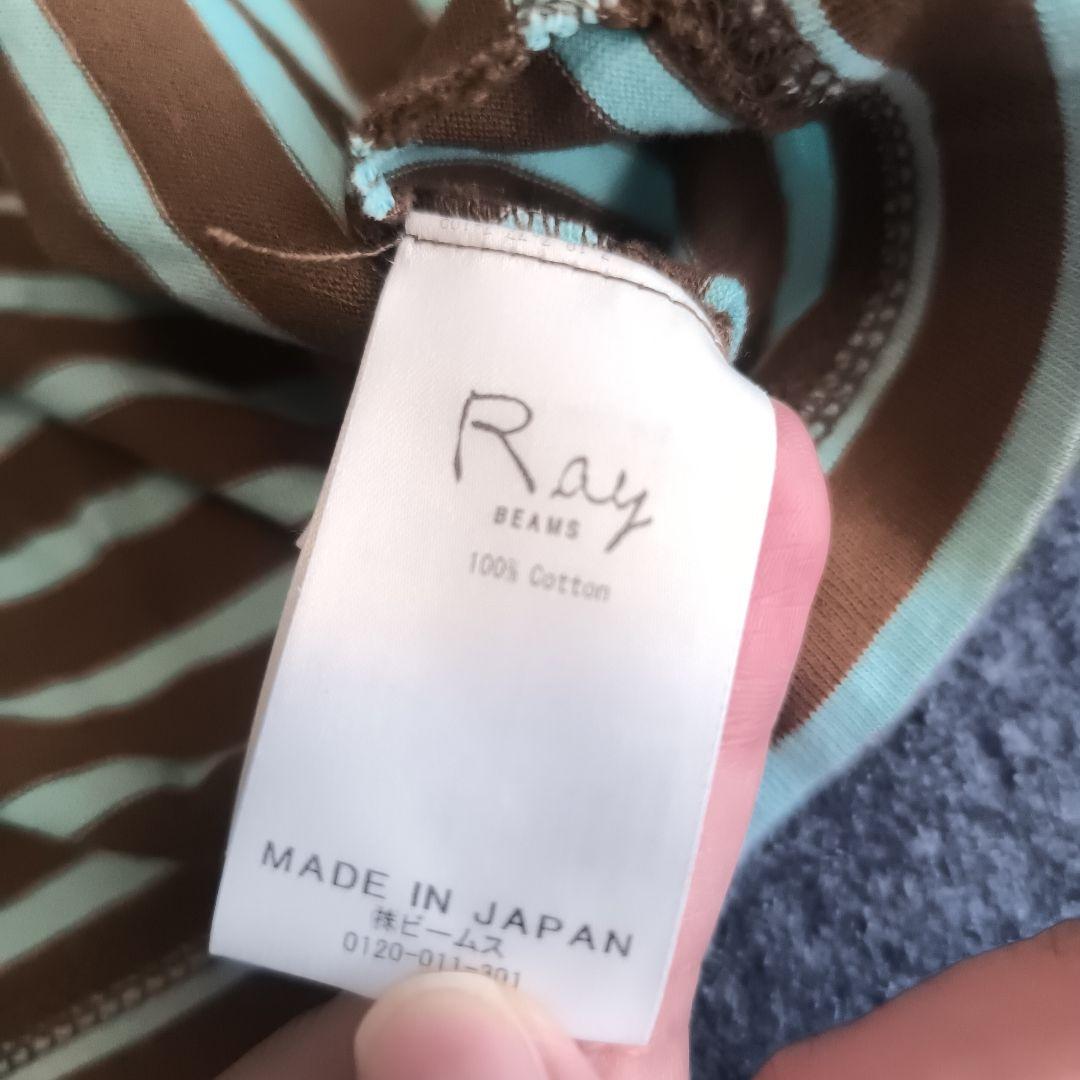 Ray
BEAMS
100% Cotton
MADE IN JAPAN
株ビームス
0120-011-301